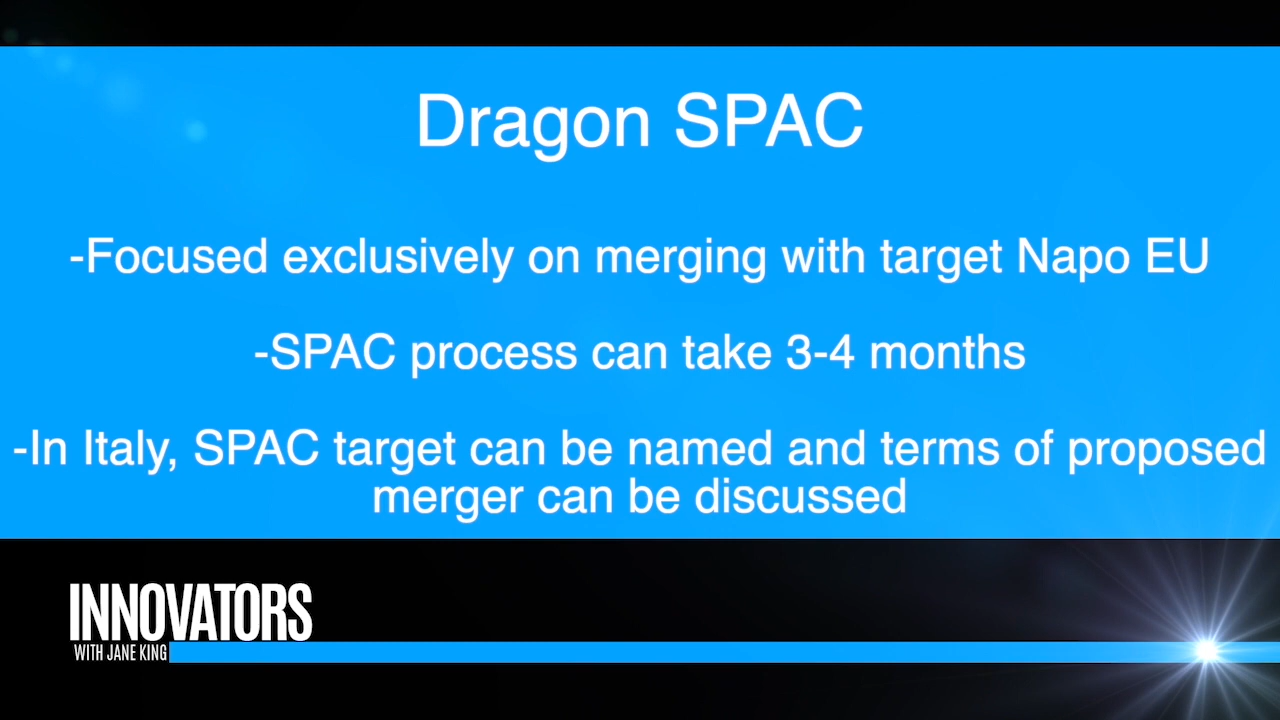 Dragon SPAC
-Focused exclusively on merging with target Napo EU
-SPAC process can take 3-4 months
-In Italy, SPAC target can be named and terms of proposed
merger can be discussed
INNOVATORS
WITH JANE KING